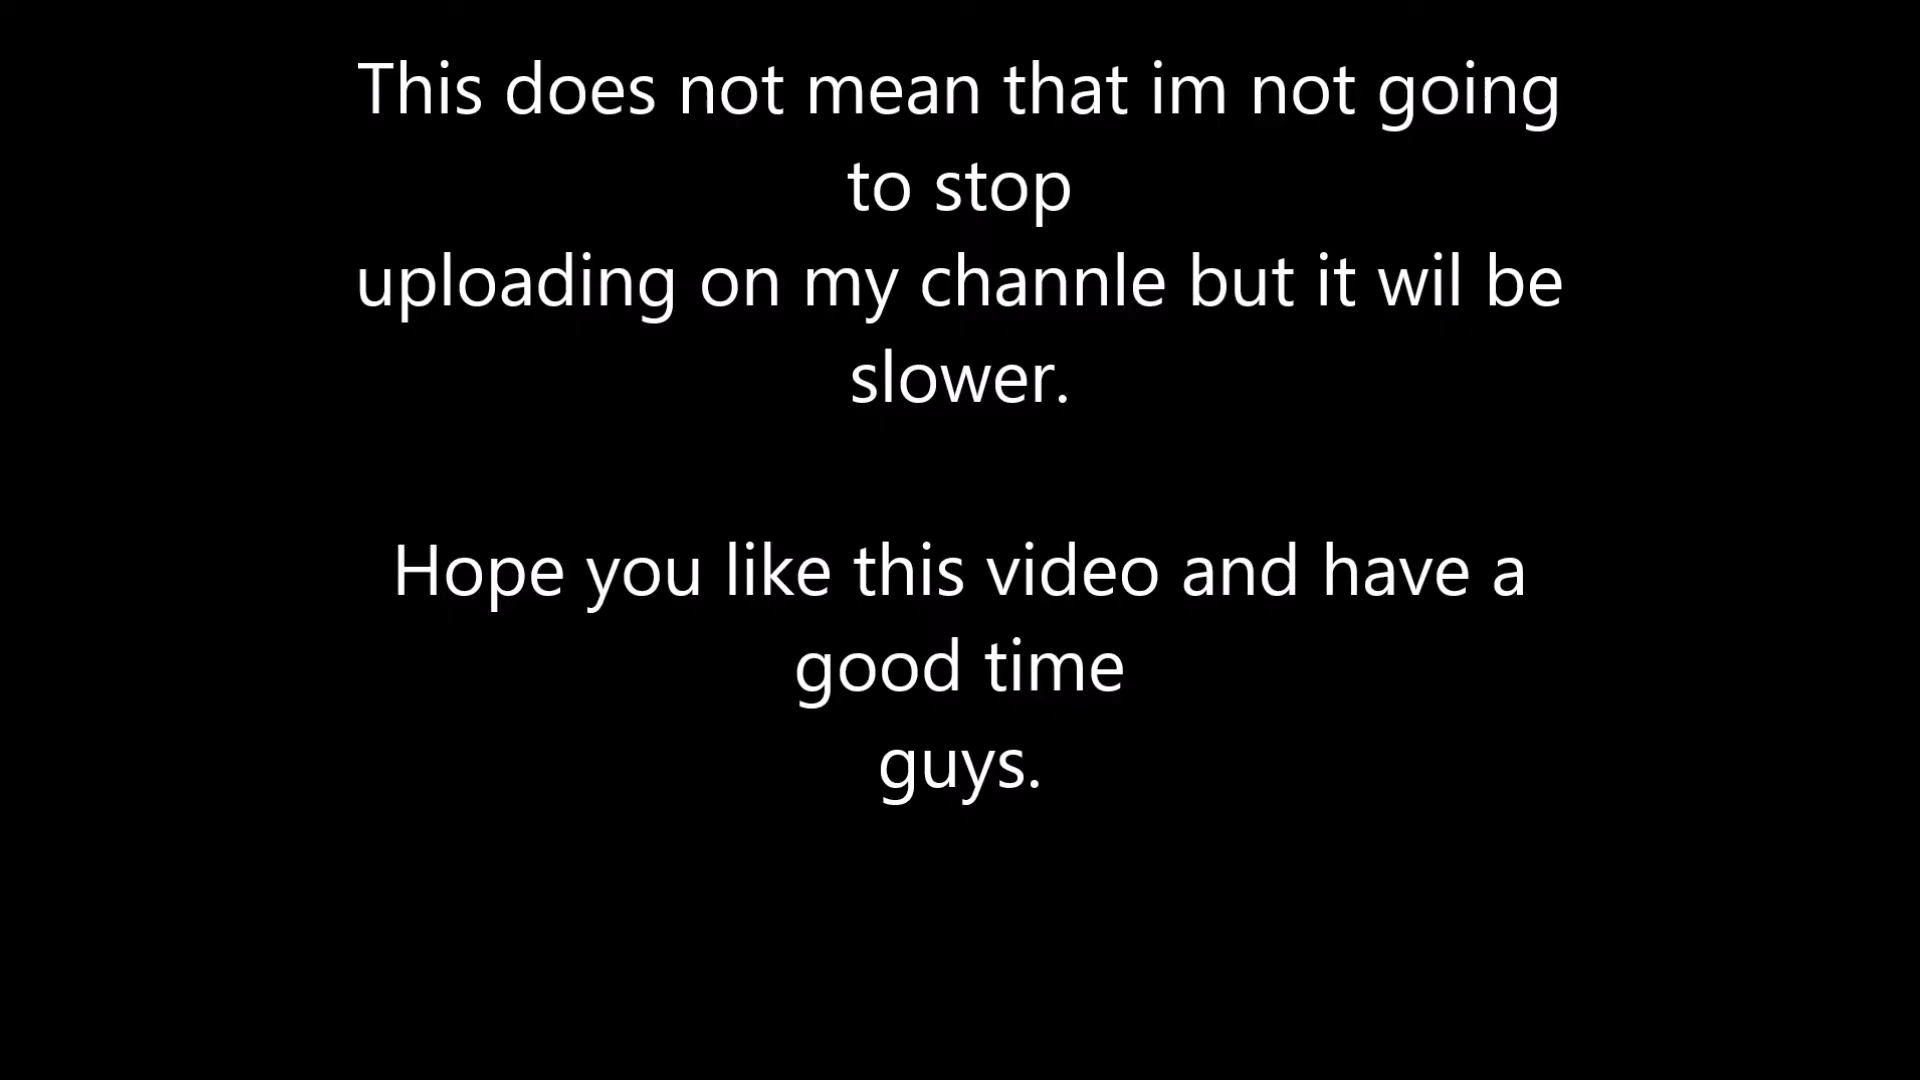 This does not mean that im not going
to stop
uploading on my channle but it wil be
slower.
Hope you like this video and have a
good time
guys.